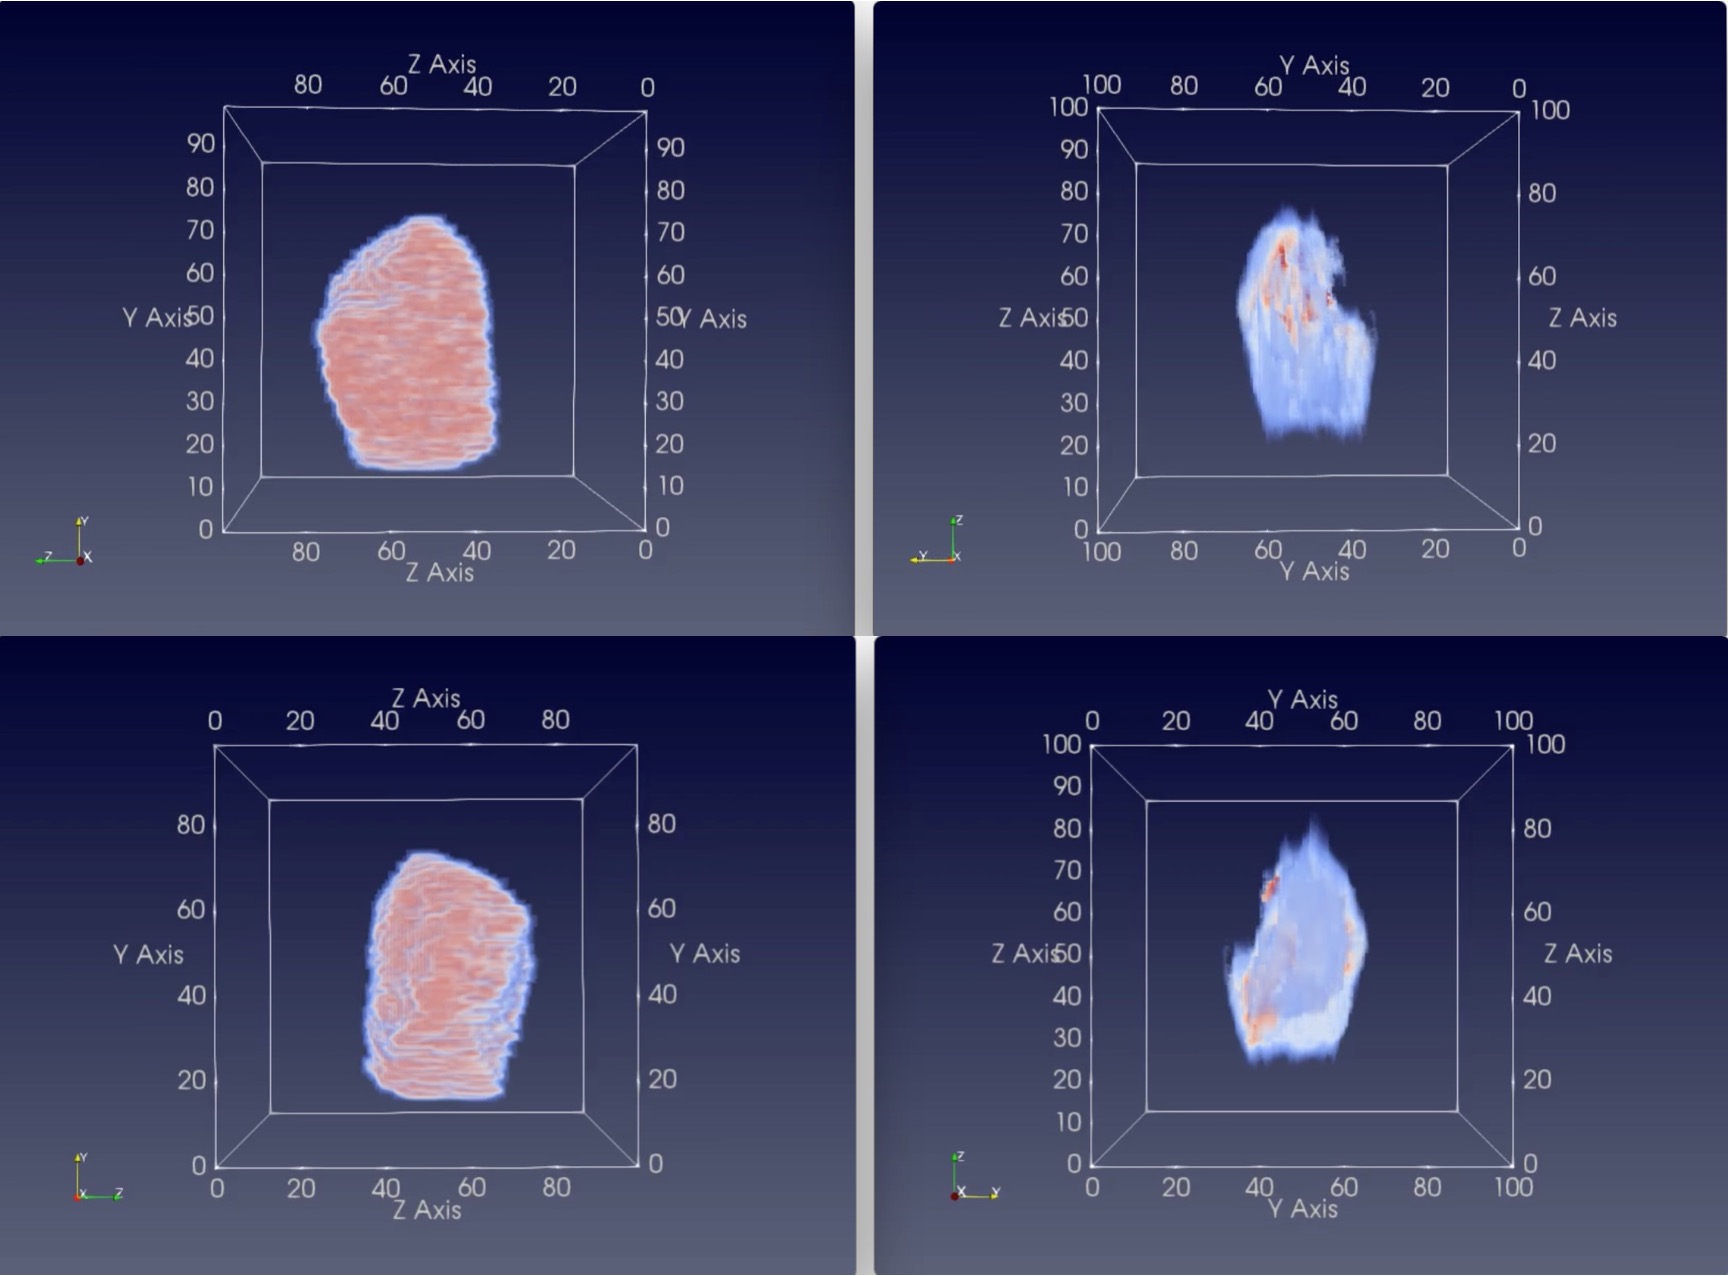 Z Axis
80 60 40 20 0
90 90
80 80
70 70
60 60
Y Axis 50 50 Y Axis
40 40
30 30
20 20
10 10
0 0
80 60 40 20 0
Z Axis
Y
Z X
Y Axis
100 80 60 40 20 0
100 100
90
80 80
70
60 60
Z Axis 50 Z Axis
40 40
30
20 20
10
0 0
100 80 60 40 20 0
Y Axis
Z
Y X
Z Axis
0 20 40 60 80
80 80
60 60
Y Axis Y Axis
40 40
20 20
0 0
0 20 40 60 80
Z Axis
Y
X Z
Y Axis
0 20 40 60 80 100
100 100
90
80 80
70
60 60
Z Axis 50 Z Axis
40 40
30
20 20
10
0 0
0 20 40 60 80 100
Y Axis
Z
X Y